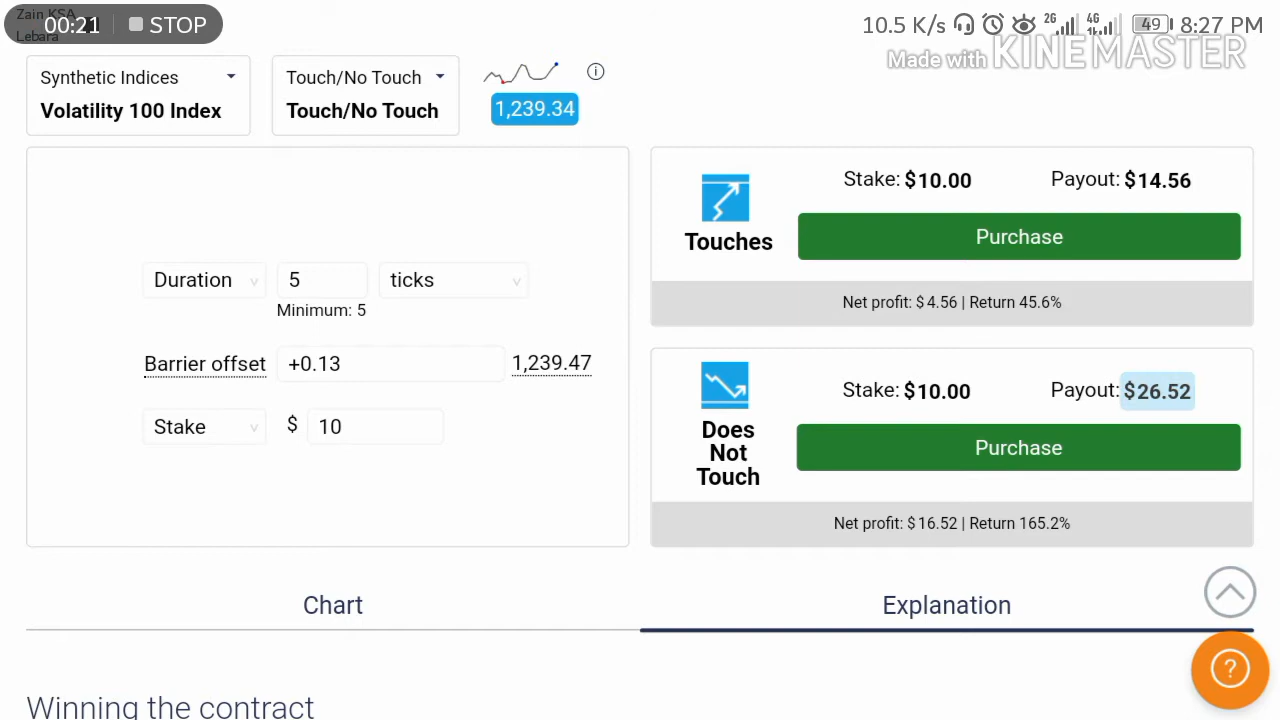 Zain KSA
Lebara
00:21 STOP
10.5 K/s 2G 4G 49 8:27 PM
Made with KINEMASTER
Synthetic Indices
Volatility 100 Index
Touch/No Touch
Touch/No Touch
1,239.34
Duration 5 ticks
Minimum: 5
Barrier offset +0.13 1,239.47
Stake $ 10
Touches
Stake: $10.00 Payout: $14.56
Purchase
Net profit: $4.56 | Return 45.6%
Does
Not
Touch
Stake: $10.00 Payout: $26.52
Purchase
Net profit: $16.52 | Return 165.2%
Chart
Explanation
?
Winning the contract